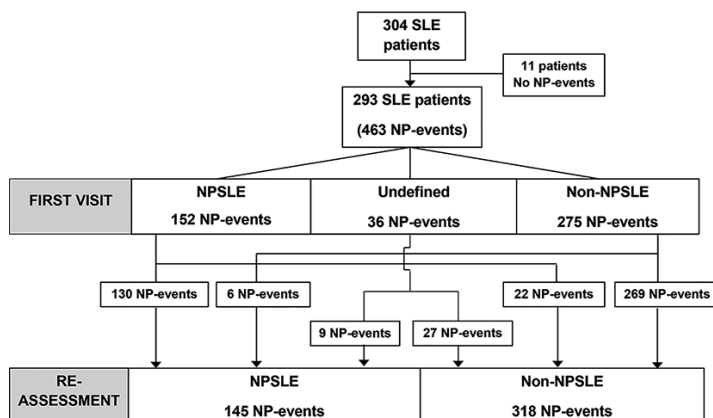 304 SLE
patients
11 patients
No NP-events
293 SLE patients
(463 NP-events)
FIRST VISIT
NPSLE
152 NP-events
Undefined
36 NP-events
Non-NPSLE
275 NP-events
130 NP-events
6 NP-events
22 NP-events
269 NP-events
9 NP-events
27 NP-events
RE-
ASSESSMENT
NPSLE
145 NP-events
Non-NPSLE
318 NP-events